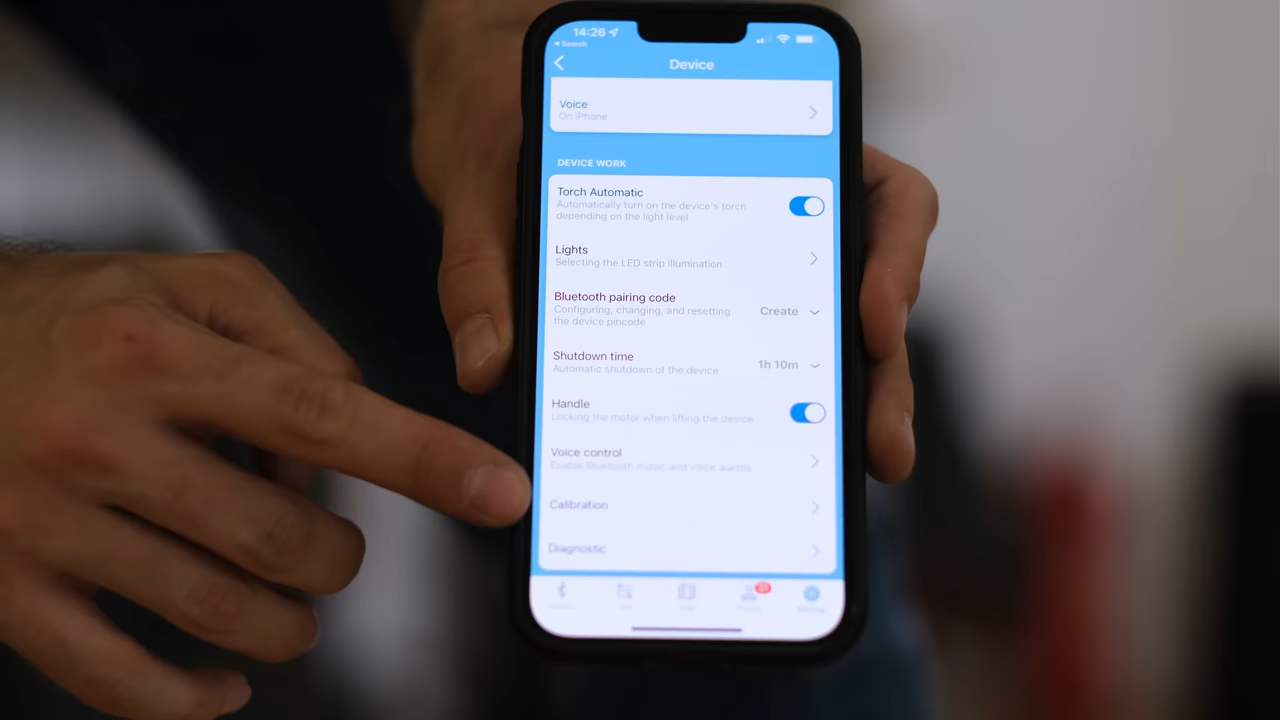 14:26
Search
Device
Voice
On iPhone
DEVICE WORK
Torch Automatic
Automatically turn on the device's torch
depending on the light level
Lights
Selecting the LED strip illumination
Bluetooth pairing code
Configuring, changing, and resetting
the device pincode
Create
Shutdown time
Automatic shutdown of the device
1h 10m
Handle
Locking the motor when lifting the device
Voice control
Enable Bluetooth music and voice alarms
Calibration
Diagnostic